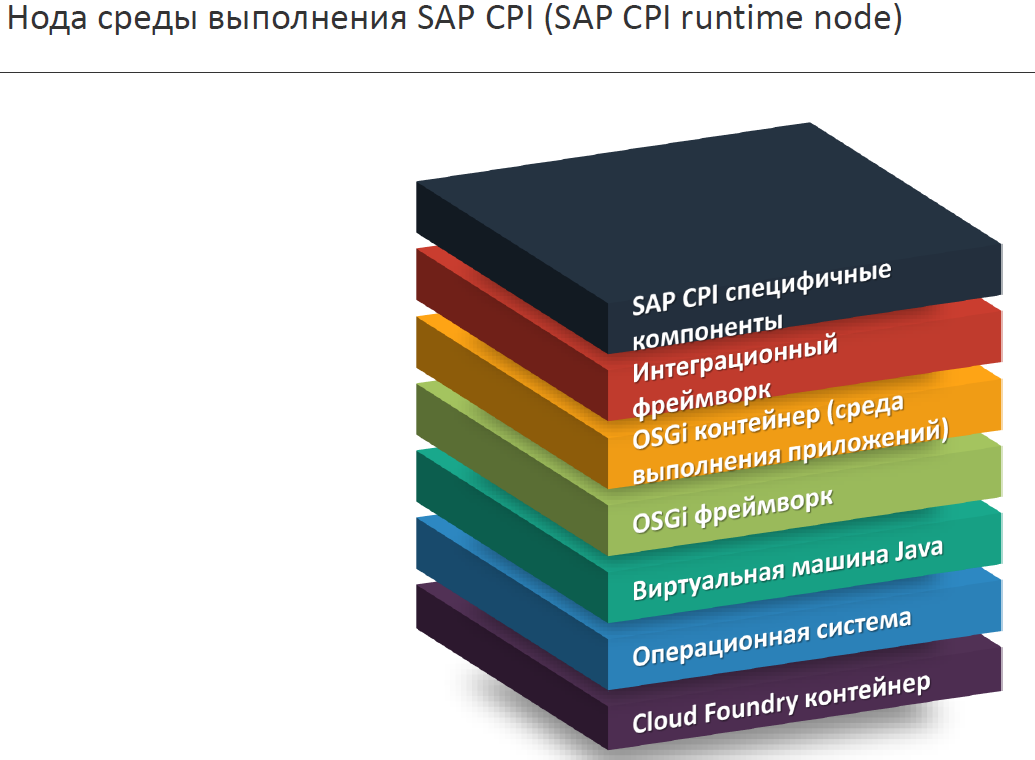 Нода среды выполнения SAP CPI (SAP CPI runtime node)
SAP CPI специфичные
компоненты
Интеграционный
фреймворк
OSGi контейнер (среда
выполнения приложений)
OSGi фреймворк
Виртуальная машина Java
Операционная система
Cloud Foundry контейнер